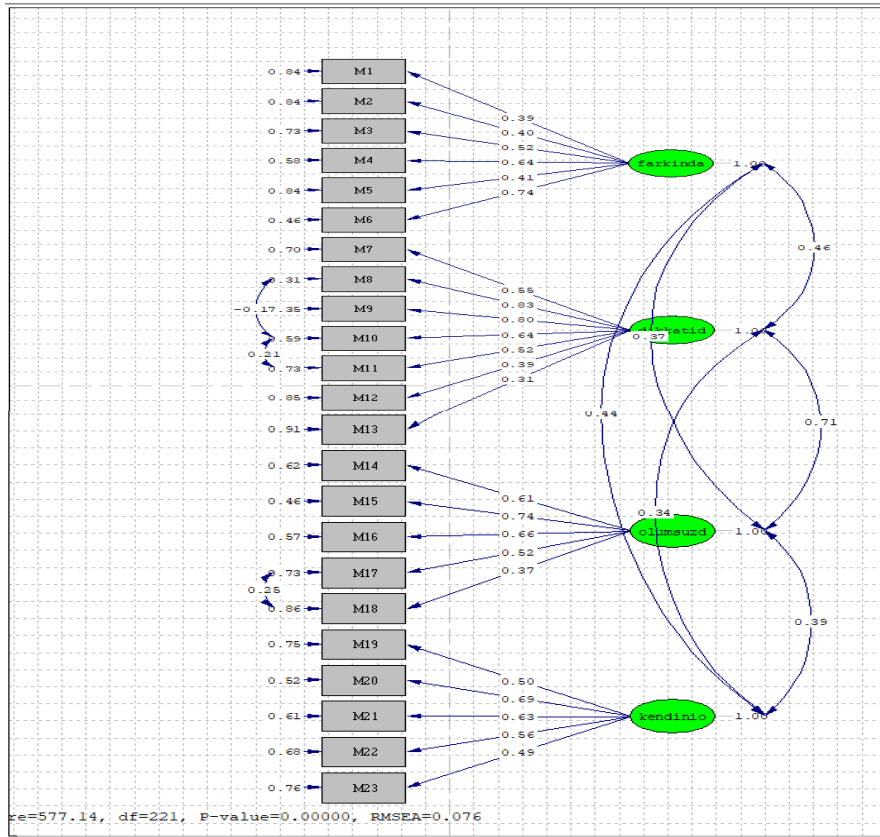 0.84 M1
0.84 M2 0.39
0.73 M3 0.40
0.52
0.58 M4 0.64 farkinda 1.00
0.84 M5 0.41
0.74
0.46 M6
0.70 M7 0.46
0.31 M8 0.55
0.83
-0.17 0.35 M9 0.80
0.59 M10 0.64 0.37 1.00
0.21 0.52
0.73 M11 0.39
0.31
0.85 M12
0.44
0.91 M13 0.71
0.62 M14
0.61
0.46 M15 0.74 0.34
0.57 M16 0.66 olumsuzd 1.00
0.52
0.73 M17 0.37
0.25
0.86 M18
0.39
0.75 M19
0.52 M20 0.50
0.69
0.61 M21 0.63 kendinio 1.00
0.56
0.68 M22 0.49
0.76 M23
re=577.14, df=221, P-value=0.00000, RMSEA=0.076